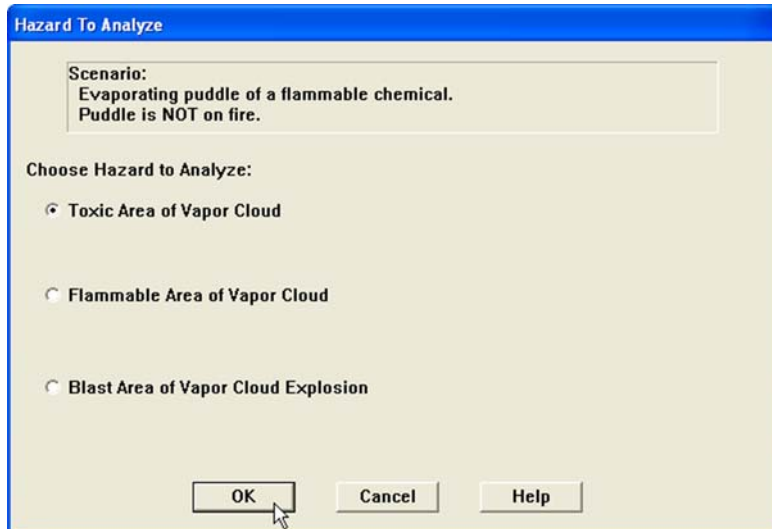 Hazard To Analyze
Scenario:
Evaporating puddle of a flammable chemical.
Puddle is NOT on fire.
Choose Hazard to Analyze:
Toxic Area of Vapor Cloud
Flammable Area of Vapor Cloud
Blast Area of Vapor Cloud Explosion
OK Cancel Help